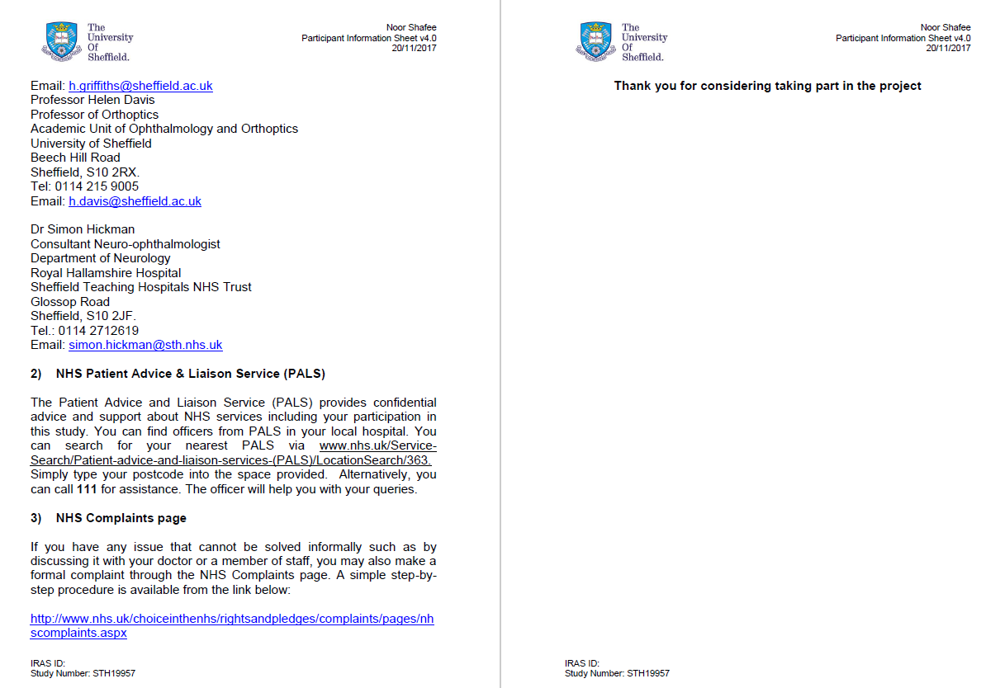 The
University
Of
Sheffield.
Noor Shafee
Participant Information Sheet v4.0
20/11/2017
Email: h.griffiths@sheffield.ac.uk
Professor Helen Davis
Professor of Orthoptics
Academic Unit of Ophthalmology and Orthoptics
University of Sheffield
Beech Hill Road
Sheffield, S10 2RX.
Tel: 0114 215 9005
Email: h.davis@sheffield.ac.uk
Dr Simon Hickman
Consultant Neuro-ophthalmologist
Department of Neurology
Royal Hallamshire Hospital
Sheffield Teaching Hospitals NHS Trust
Glossop Road
Sheffield, S10 2JF.
Tel.: 0114 2712619
Email: simon.hickman@sth.nhs.uk
2) NHS Patient Advice & Liaison Service (PALS)
The Patient Advice and Liaison Service (PALS) provides confidential
advice and support about NHS services including your participation in
this study. You can find officers from PALS in your local hospital. You
can search for your nearest PALS via www.nhs.uk/Service-
Search/Patient-advice-and-liaison-services-(PALS)/LocationSearch/363.
Simply type your postcode into the space provided. Alternatively, you
can call 111 for assistance. The officer will help you with your queries.
3) NHS Complaints page
If you have any issue that cannot be solved informally such as by
discussing it with your doctor or a member of staff, you may also make a
formal complaint through the NHS Complaints page. A simple step-by-
step procedure is available from the link below:
http://www.nhs.uk/choiceinthenhs/rightsandpledges/complaints/pages/nh
scomplaints.aspx
IRAS ID:
Study Number: STH19957
The
University
Of
Sheffield.
Noor Shafee
Participant Information Sheet v4.0
20/11/2017
Thank you for considering taking part in the project
IRAS ID:
Study Number: STH19957